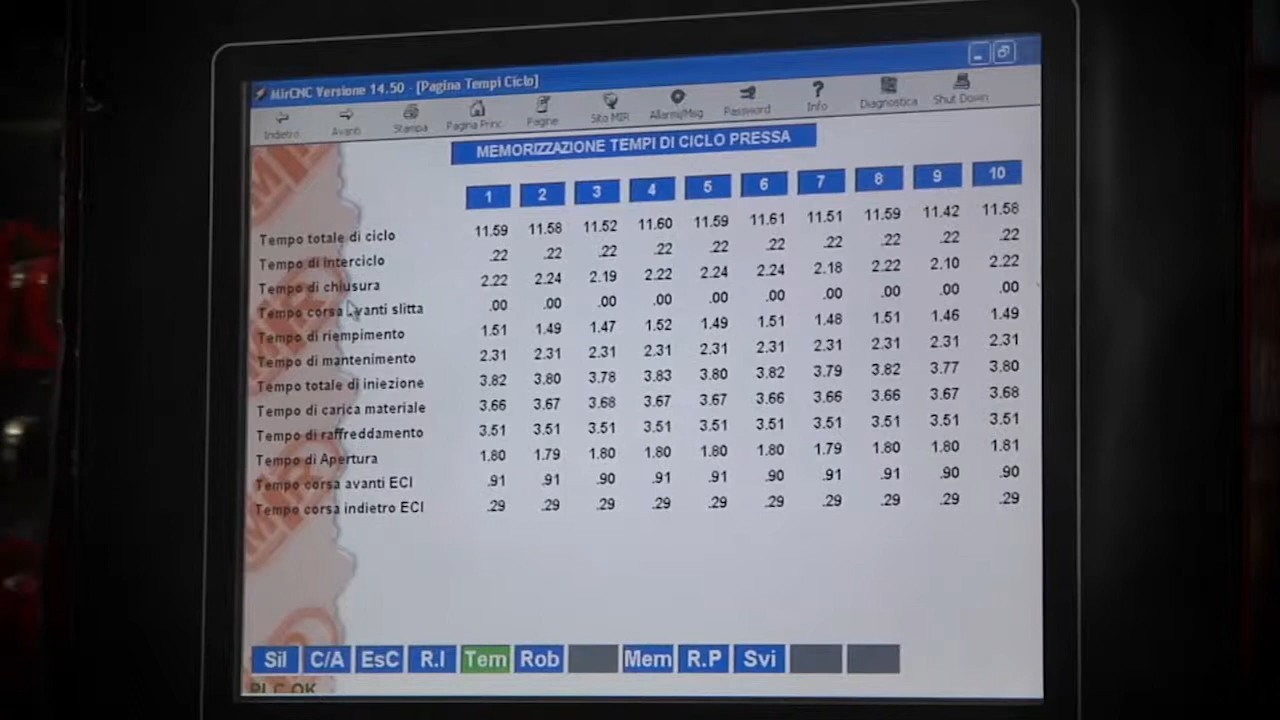 MirCNC Versione 14.50 - [Pagina Tempi Ciclo]
Indietro Avanti Stampa Pagina Princ. Pagine Sito MIR Allarmi/Msg Password Info Diagnostica Shut Down
MEMORIZZAZIONE TEMPI DI CICLO PRESSA
1 2 3 4 5 6 7 8 9 10
Tempo totale di ciclo 11.59 11.58 11.52 11.60 11.59 11.61 11.51 11.59 11.42 11.58
Tempo di interciclo .22 .22 .22 .22 .22 .22 .22 .22 .22 .22
Tempo di chiusura 2.22 2.24 2.19 2.22 2.24 2.24 2.18 2.22 2.10 2.22
Tempo corsa avanti slitta .00 .00 .00 .00 .00 .00 .00 .00 .00 .00
Tempo di riempimento 1.51 1.49 1.47 1.52 1.49 1.51 1.48 1.51 1.46 1.49
Tempo di mantenimento 2.31 2.31 2.31 2.31 2.31 2.31 2.31 2.31 2.31 2.31
Tempo totale di iniezione 3.82 3.80 3.78 3.83 3.80 3.82 3.79 3.82 3.77 3.80
Tempo di carica materiale 3.66 3.67 3.68 3.67 3.67 3.66 3.66 3.66 3.67 3.68
Tempo di raffreddamento 3.51 3.51 3.51 3.51 3.51 3.51 3.51 3.51 3.51 3.51
Tempo di Apertura 1.80 1.79 1.80 1.80 1.80 1.80 1.79 1.80 1.80 1.81
Tempo corsa avanti ECI .91 .91 .90 .91 .91 .90 .91 .91 .90 .90
Tempo corsa indietro ECI .29 .29 .29 .29 .29 .29 .29 .29 .29 .29
Sil C/A EsC R.I Tem Rob Mem R.P Svi
PLC OK